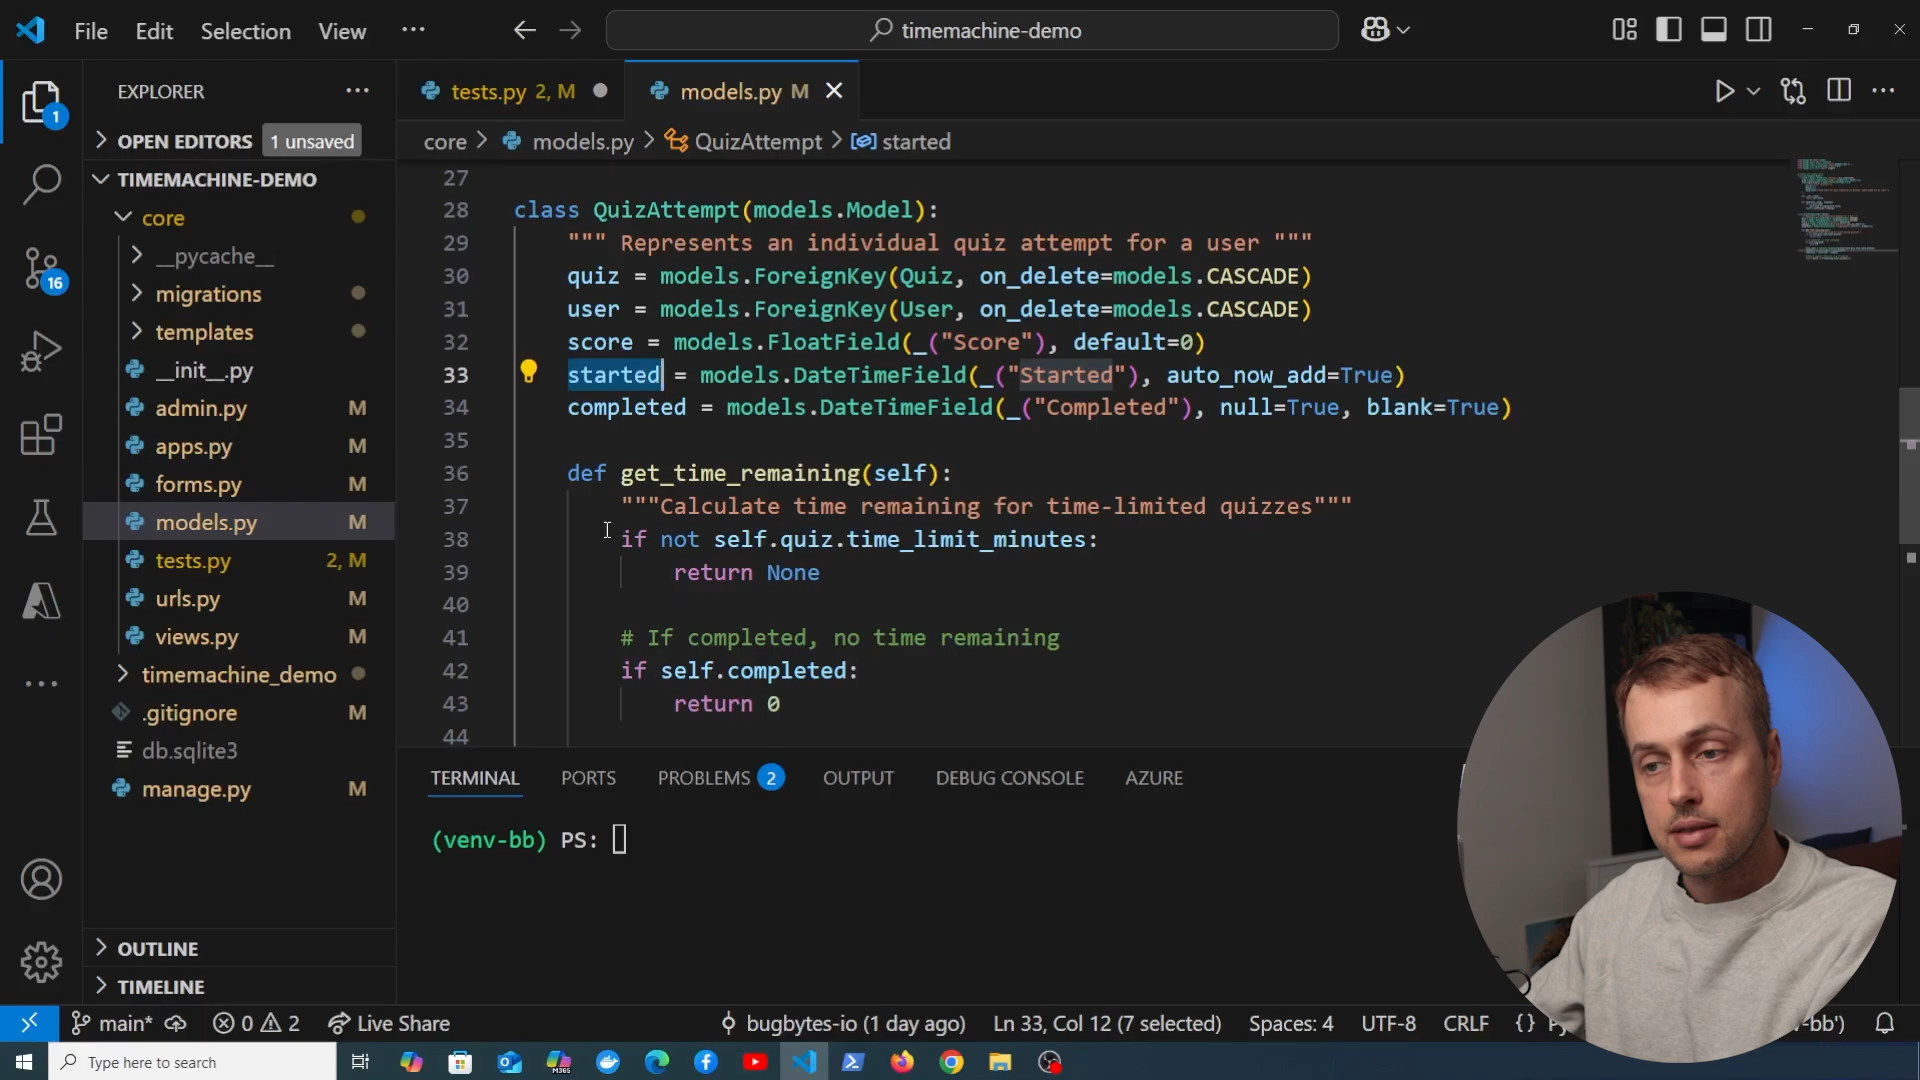 File Edit Selection View ...
timemachine-demo
EXPLORER
tests.py 2, M
models.py M
OPEN EDITORS 1 unsaved
core > models.py > QuizAttempt > started
TIMEMACHINE-DEMO
core
__pycache__
migrations
templates
__init__.py
admin.py M
apps.py M
forms.py M
models.py M
tests.py 2, M
urls.py M
views.py M
timemachine_demo
.gitignore M
db.sqlite3
manage.py M
OUTLINE
TIMELINE
1
16
27
28 class QuizAttempt(models.Model):
29 """ Represents an individual quiz attempt for a user """
30 quiz = models.ForeignKey(Quiz, on_delete=models.CASCADE)
31 user = models.ForeignKey(User, on_delete=models.CASCADE)
32 score = models.FloatField(_("Score"), default=0)
33 started = models.DateTimeField(_("Started"), auto_now_add=True)
34 completed = models.DateTimeField(_("Completed"), null=True, blank=True)
35
36 def get_time_remaining(self):
37 """Calculate time remaining for time-limited quizzes"""
38 if not self.quiz.time_limit_minutes:
39 return None
40
41 # If completed, no time remaining
42 if self.completed:
43 return 0
44
TERMINAL PORTS PROBLEMS 2 OUTPUT DEBUG CONSOLE AZURE
(venv-bb) PS:
main* 0 2 Live Share bugbytes-io (1 day ago) Ln 33, Col 12 (7 selected) Spaces: 4 UTF-8 CRLF {}
Type here to search
M365